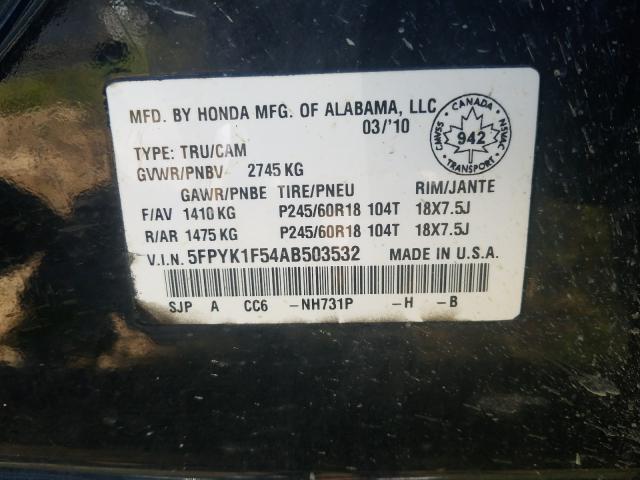 MFD. BY HONDA MFG. OF ALABAMA, LLC
03/'10
CANADA
CMVSS
NSVAC
942
TRANSPORT
TYPE: TRU/CAM
GVWR/PNBV 2745 KG
GAWR/PNBE TIRE/PNEU RIM/JANTE
F/AV 1410 KG P245/60R18 104T 18X7.5J
R/AR 1475 KG P245/60R18 104T 18X7.5J
V.I.N. 5FPYK1F54AB503532 MADE IN U.S.A.
SJP A CC6 -NH731P -H -B